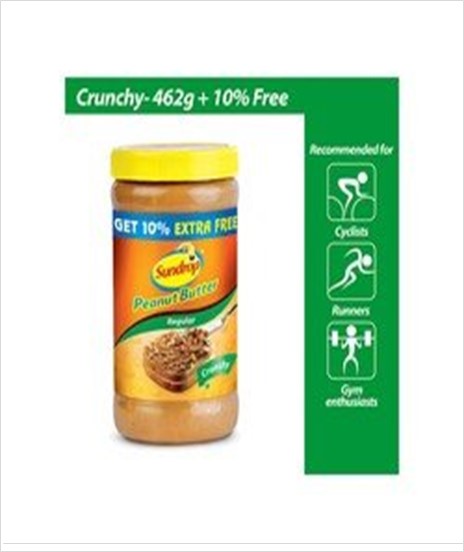 Crunchy- 462g + 10% Free
Recommended for
Cyclists
Runners
Gym
enthusiasts
GET 10% EXTRA FREE
Sundrop
Peanut Butter
Regular
Crunchy